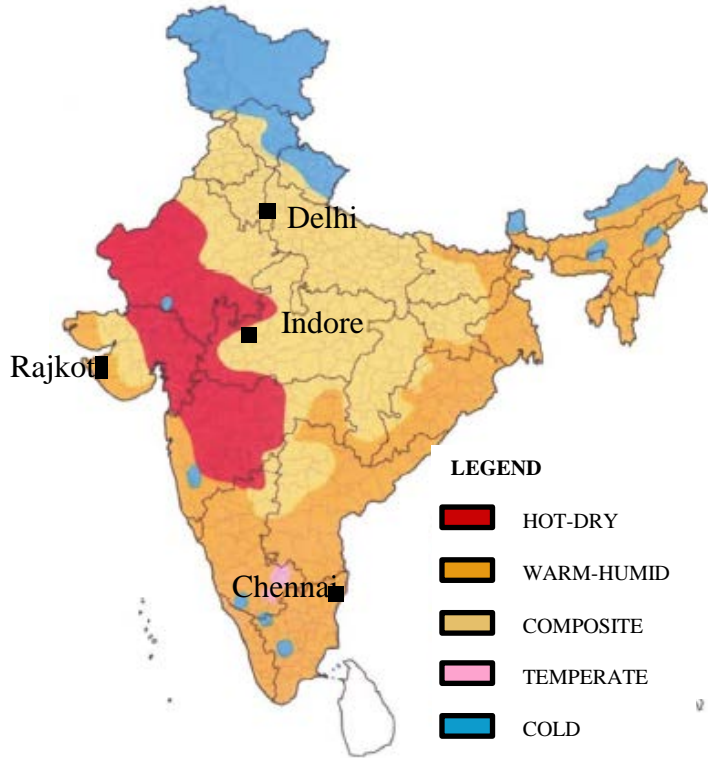 Delhi
Indore
Rajkot
Chennai
LEGEND
HOT-DRY
WARM-HUMID
COMPOSITE
TEMPERATE
COLD